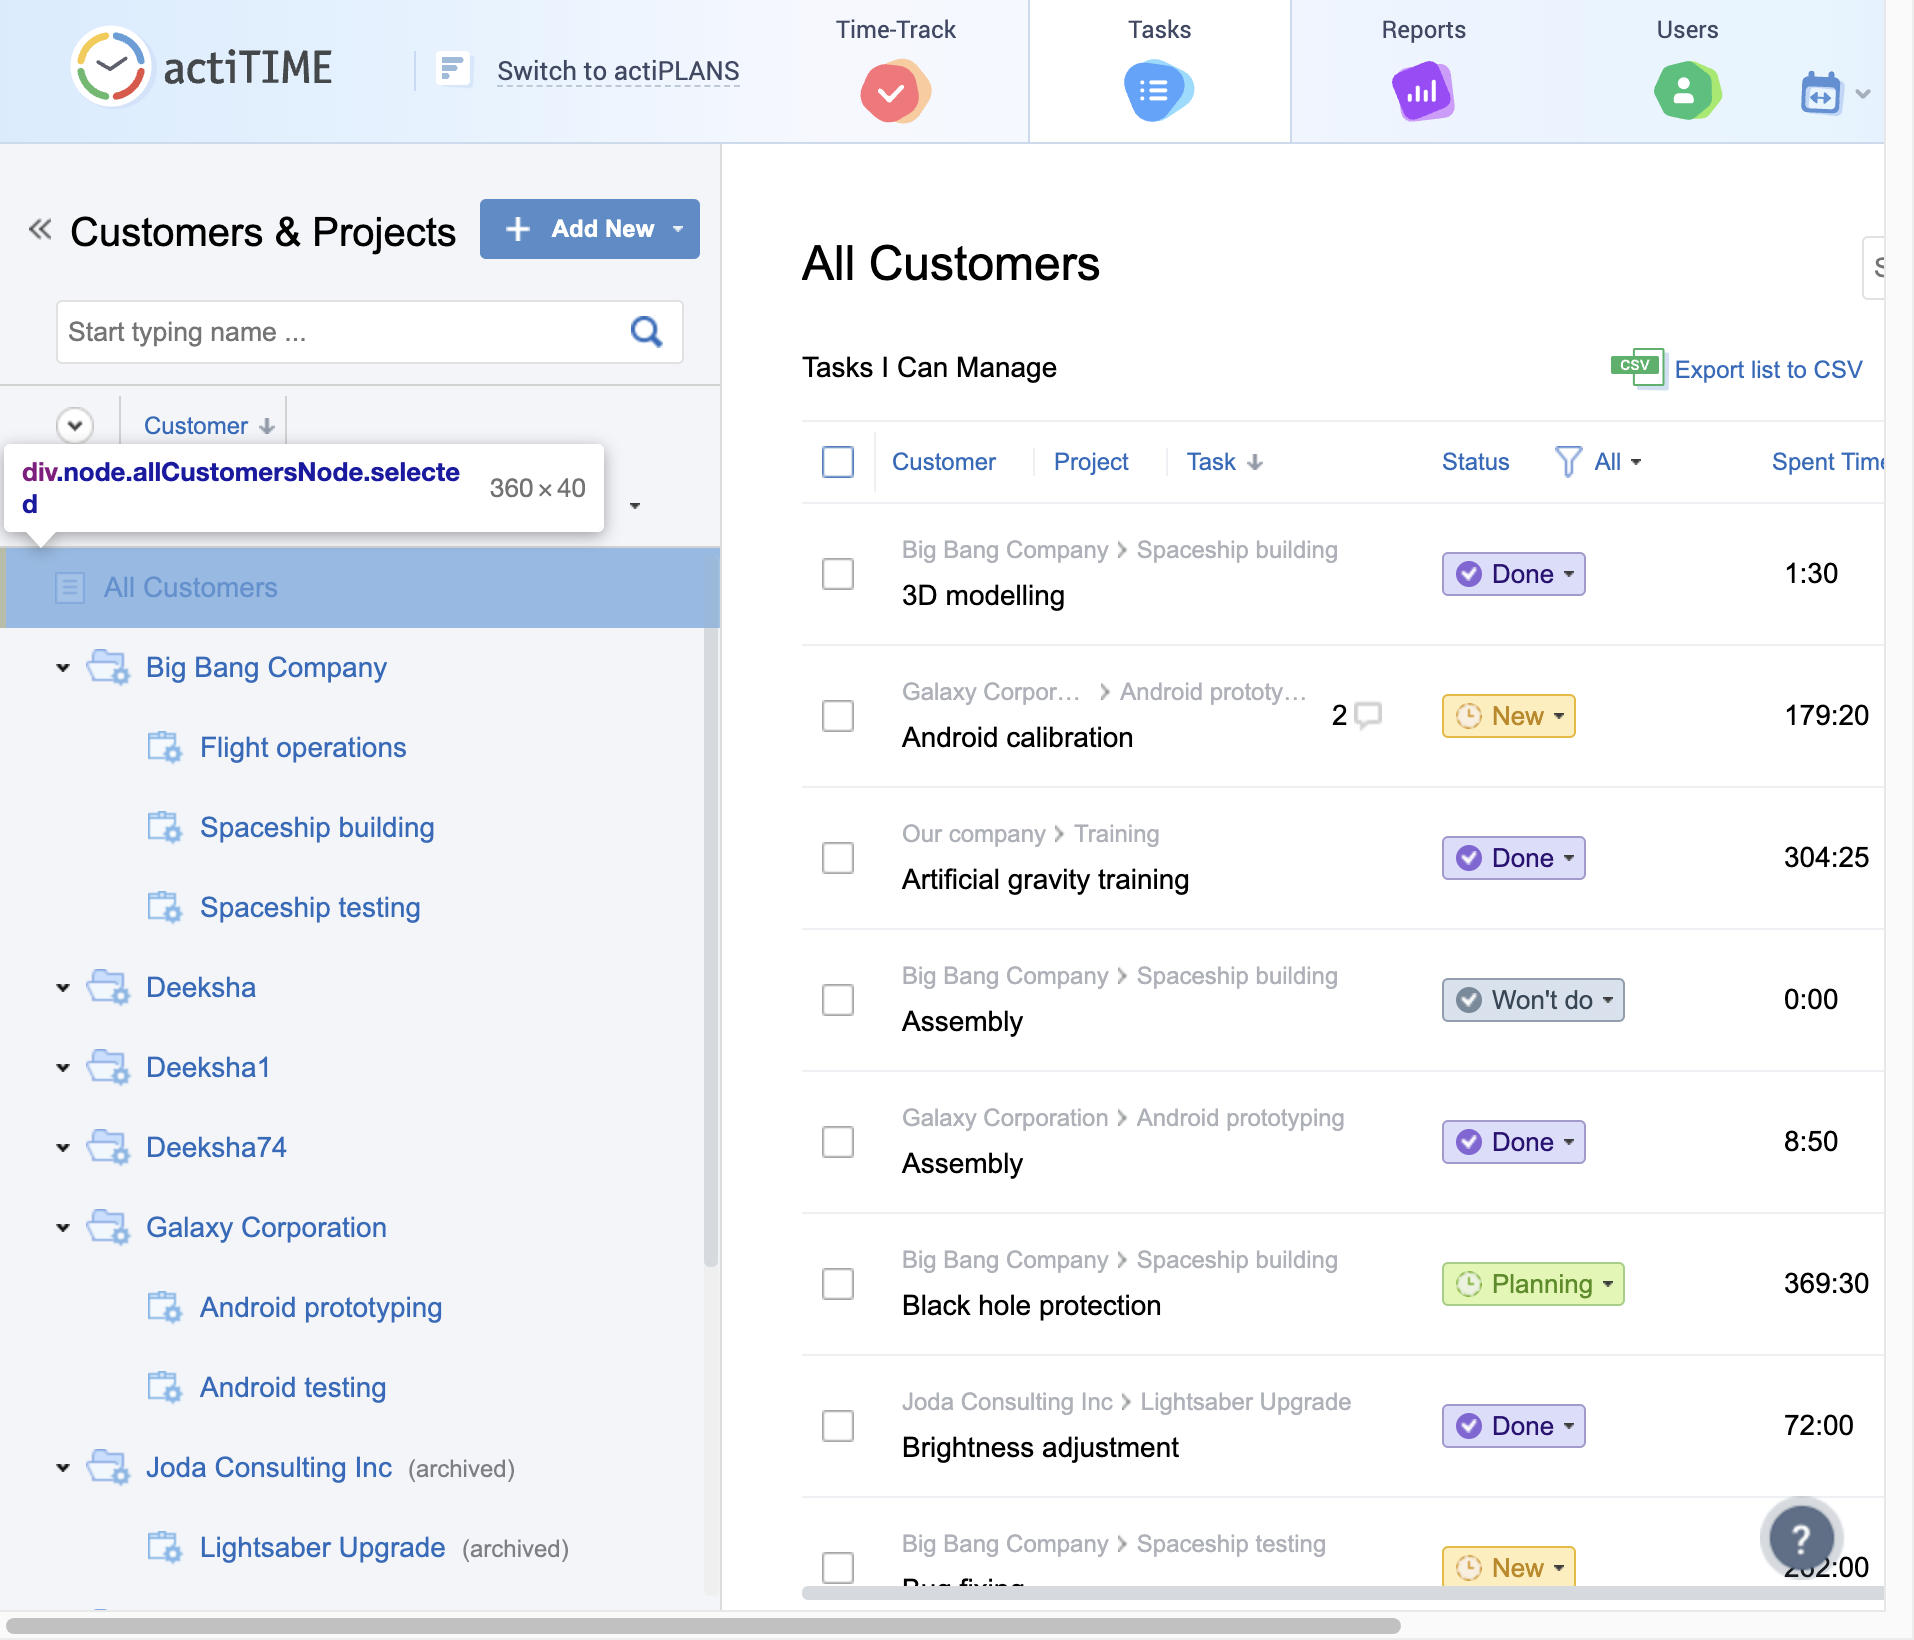 actiTIME
Switch to actiPLANS
Time-Track
Tasks
Reports
Users
Customers & Projects
Add New
Start typing name ...
Customer
div.node.allCustomersNode.selecte
d
360 × 40
All Customers
Big Bang Company
Flight operations
Spaceship building
Spaceship testing
Deeksha
Deeksha1
Deeksha74
Galaxy Corporation
Android prototyping
Android testing
Joda Consulting Inc (archived)
Lightsaber Upgrade (archived)
All Customers
S
Tasks I Can Manage
CSV Export list to CSV
Customer Project Task Status All Spent Time
Big Bang Company > Spaceship building
3D modelling
Done
1:30
Galaxy Corpor... > Android prototy...
Android calibration
2
New
179:20
Our company > Training
Artificial gravity training
Done
304:25
Big Bang Company > Spaceship building
Assembly
Won't do
0:00
Galaxy Corporation > Android prototyping
Assembly
Done
8:50
Big Bang Company > Spaceship building
Black hole protection
Planning
369:30
Joda Consulting Inc > Lightsaber Upgrade
Brightness adjustment
Done
72:00
Big Bang Company > Spaceship testing
Bug fixing
New
?